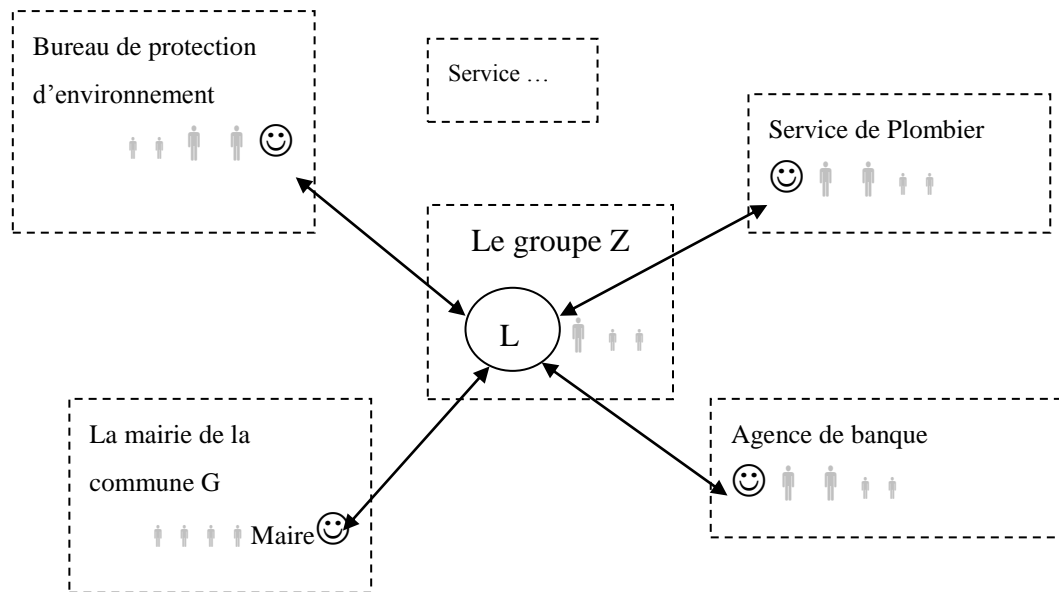 Bureau de protection
d’environnement
Service …
Service de Plombier
Le groupe Z
L
La mairie de la
commune G
Maire
Agence de banque